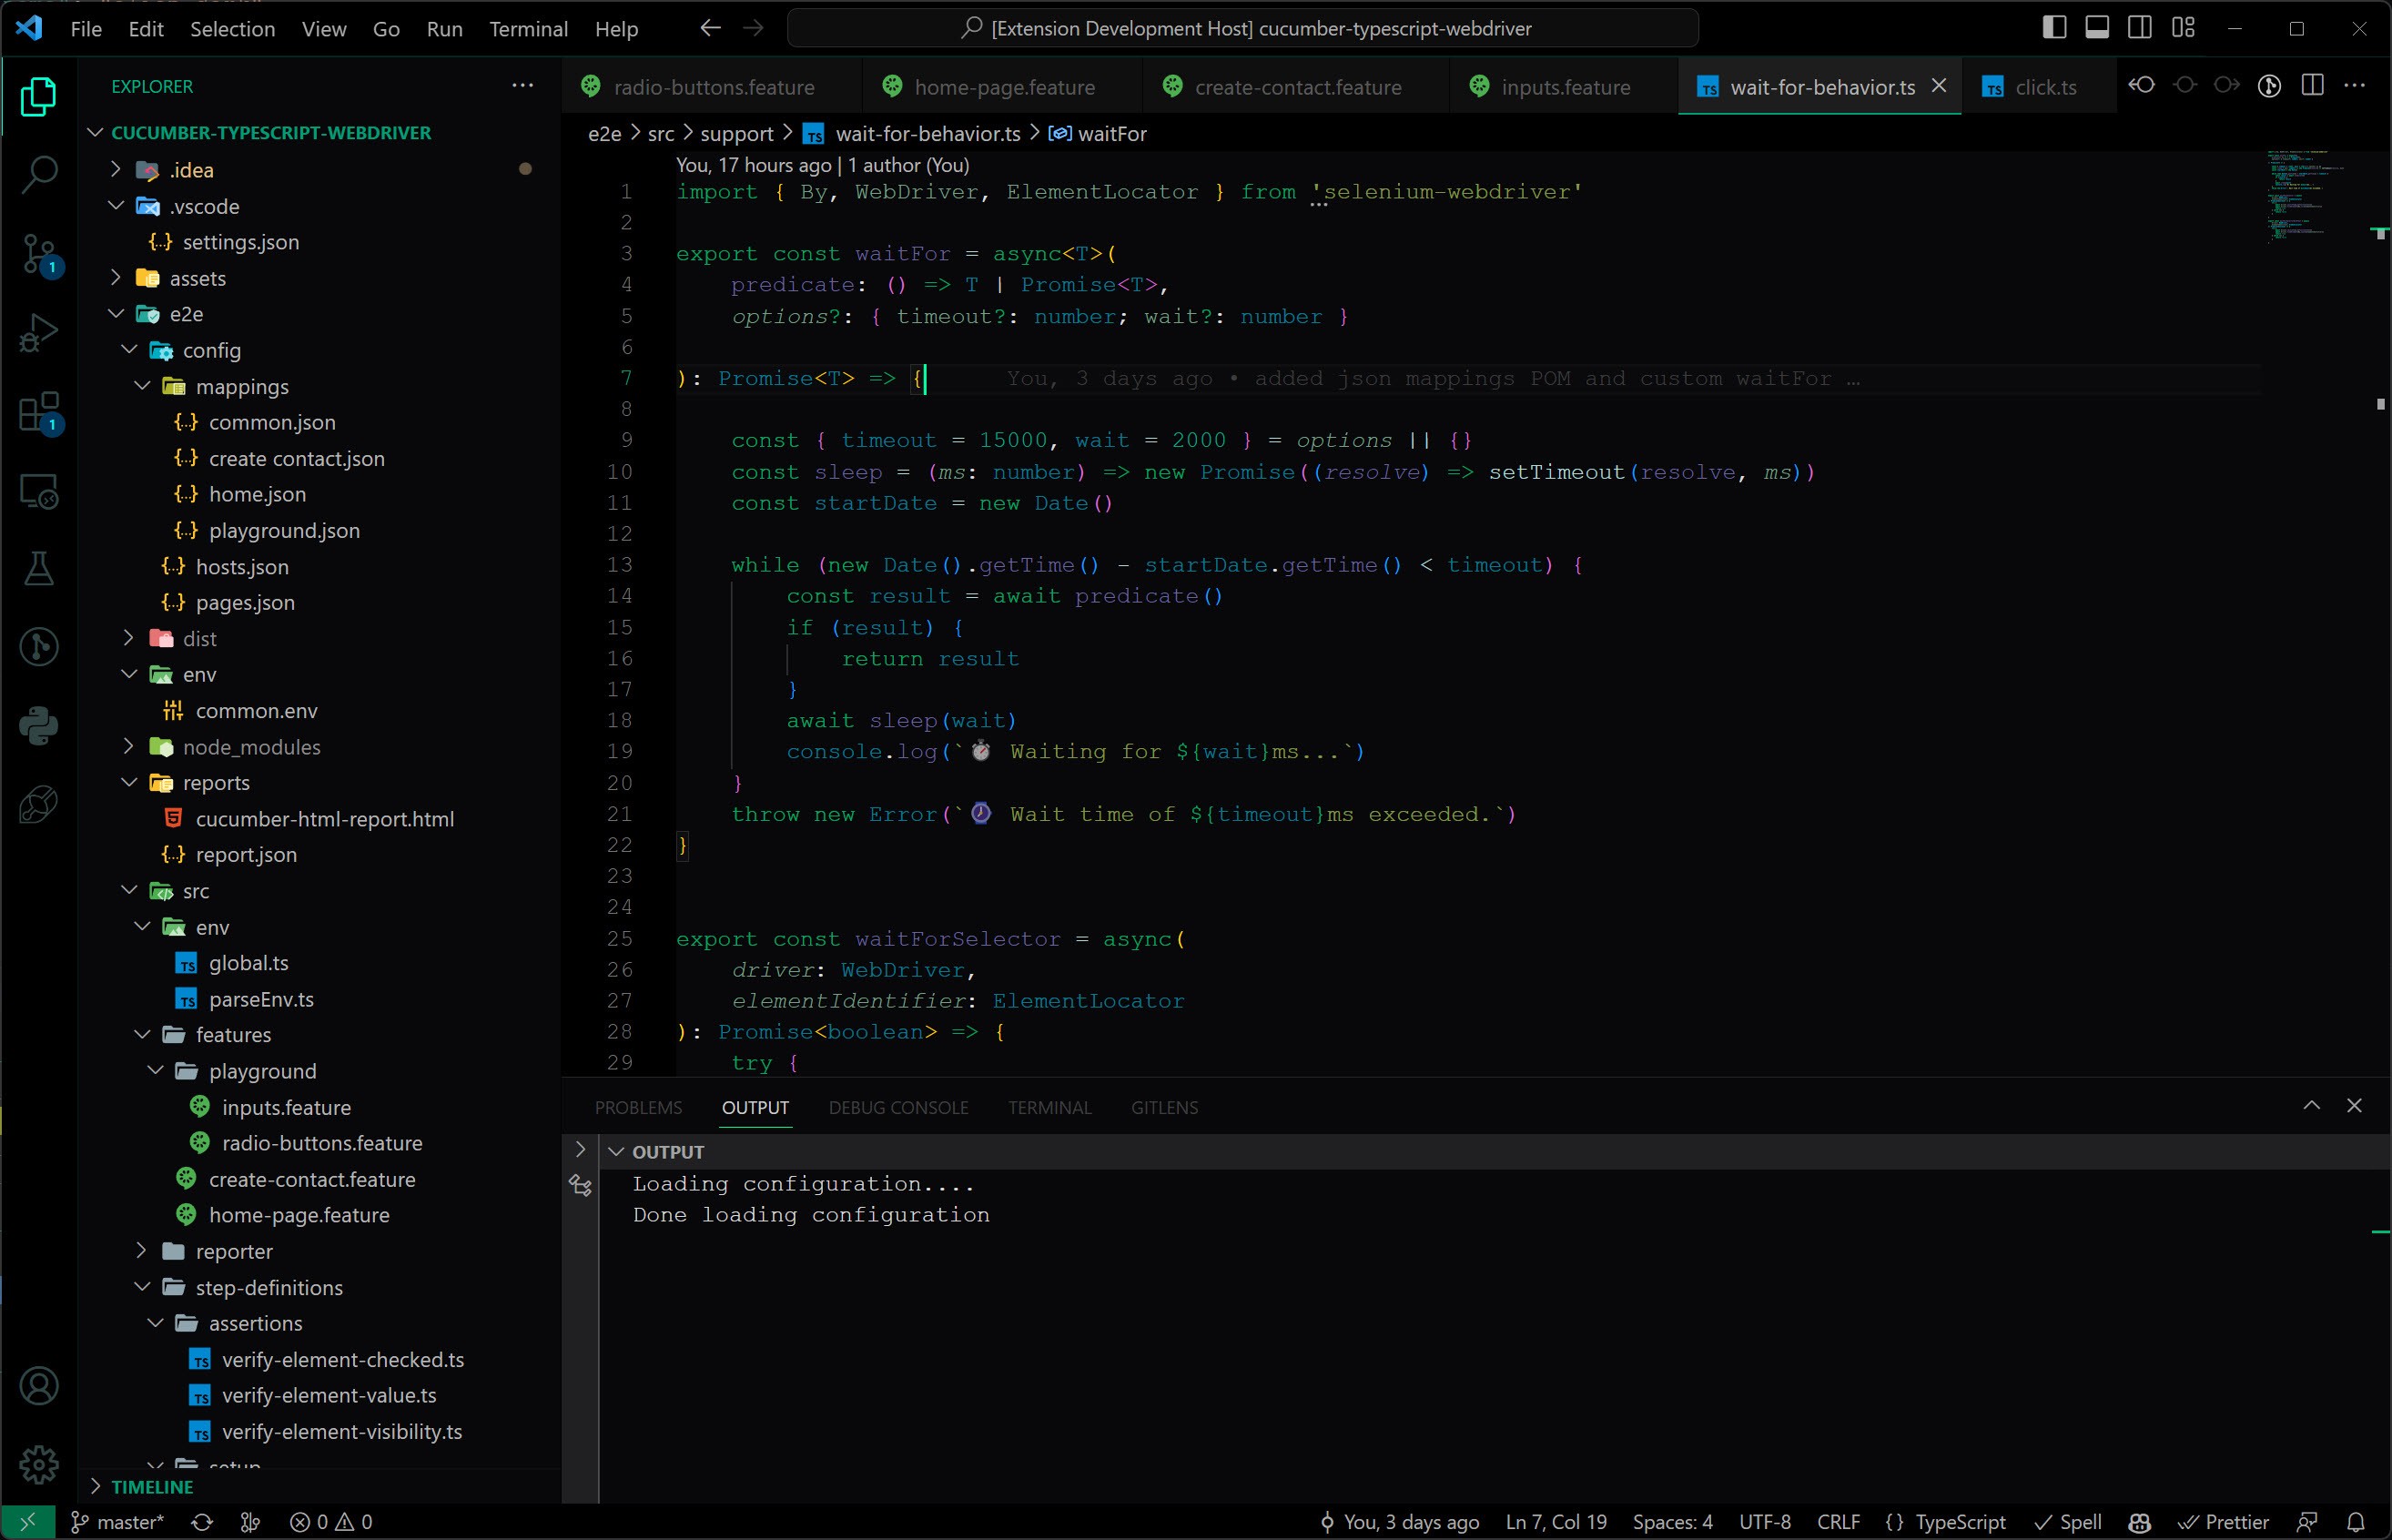 File Edit Selection View Go Run Terminal Help
[Extension Development Host] cucumber-typescript-webdriver
EXPLORER
CUCUMBER-TYPESCRIPT-WEBDRIVER
.idea
.vscode
settings.json
assets
e2e
config
mappings
common.json
create contact.json
home.json
playground.json
hosts.json
pages.json
dist
env
common.env
node_modules
reports
cucumber-html-report.html
report.json
src
env
global.ts
parseEnv.ts
features
playground
inputs.feature
radio-buttons.feature
create-contact.feature
home-page.feature
reporter
step-definitions
assertions
verify-element-checked.ts
verify-element-value.ts
verify-element-visibility.ts
setup
TIMELINE
1
1
radio-buttons.feature home-page.feature create-contact.feature inputs.feature wait-for-behavior.ts click.ts
e2e > src > support > wait-for-behavior.ts > waitFor
You, 17 hours ago | 1 author (You)
1 import { By, WebDriver, ElementLocator } from 'selenium-webdriver'
2
3 export const waitFor = async<T>(
4 predicate: () => T | Promise<T>,
5 options?: { timeout?: number; wait?: number }
6
7 ): Promise<T> => { You, 3 days ago • added json mappings POM and custom waitFor …
8
9 const { timeout = 15000, wait = 2000 } = options || {}
10 const sleep = (ms: number) => new Promise((resolve) => setTimeout(resolve, ms))
11 const startDate = new Date()
12
13 while (new Date().getTime() - startDate.getTime() < timeout) {
14 const result = await predicate()
15 if (result) {
16 return result
17 }
18 await sleep(wait)
19 console.log(`⏱️ Waiting for ${wait}ms...`)
20 }
21 throw new Error(`⌚ Wait time of ${timeout}ms exceeded.`)
22 }
23
24
25 export const waitForSelector = async(
26 driver: WebDriver,
27 elementIdentifier: ElementLocator
28 ): Promise<boolean> => {
29 try {
PROBLEMS OUTPUT DEBUG CONSOLE TERMINAL GITLENS
OUTPUT
Loading configuration....
Done loading configuration
master* 0 0 You, 3 days ago Ln 7, Col 19 Spaces: 4 UTF-8 CRLF {} TypeScript Spell Prettier